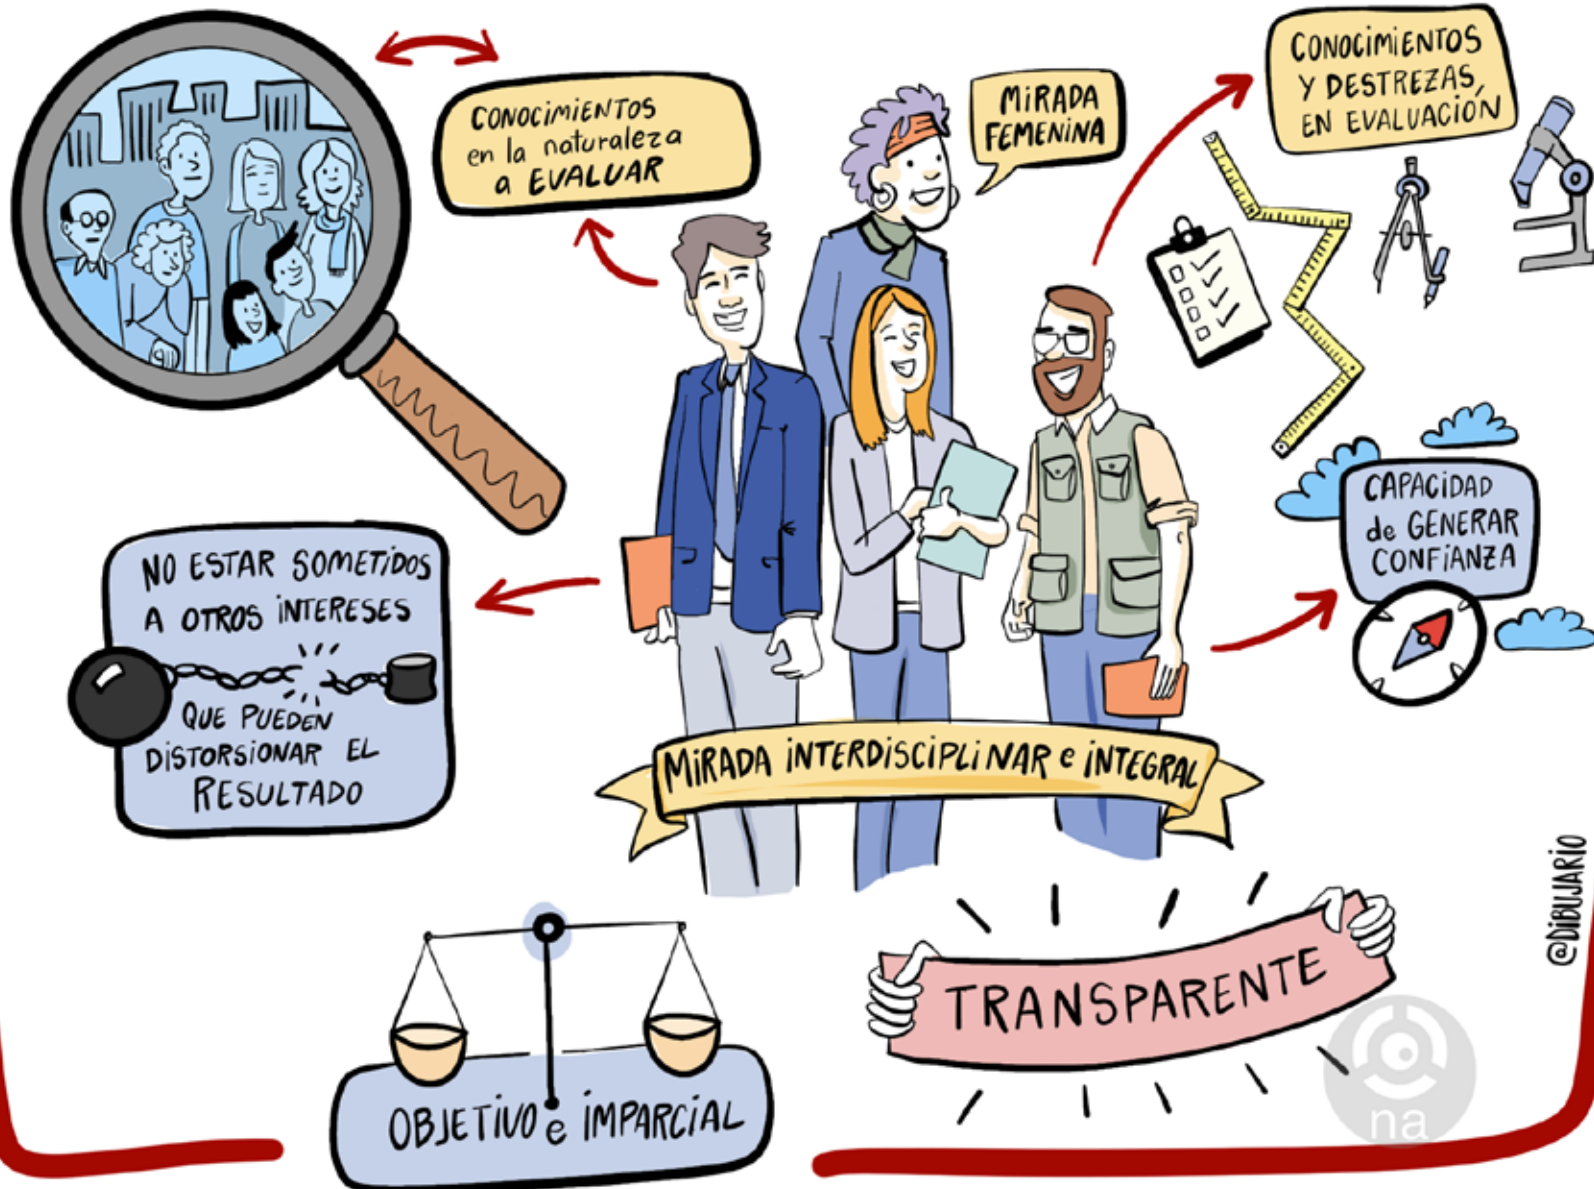 CONOCIMIENTOS
en la naturaleza
a EVALUAR
MIRADA
FEMENINA
CONOCIMIENTOS
Y DESTREZAS
EN EVALUACIÓN
NO ESTAR SOMETIDOS
A OTROS INTERESES
QUE PUEDEN
DISTORSIONAR EL
RESULTADO
CAPACIDAD
de GENERAR
CONFIANZA
MIRADA INTERDISCIPLINAR e INTEGRAL
OBJETIVO e IMPARCIAL
TRANSPARENTE
@DIBUJARIO
na